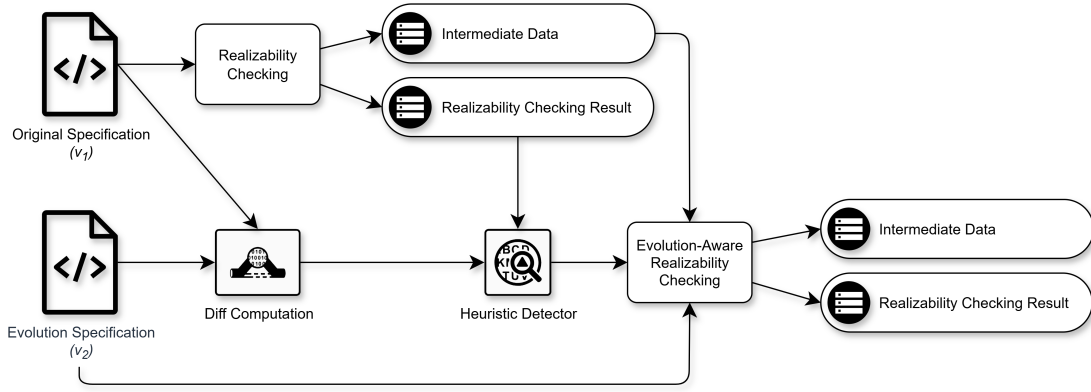 </>
Original Specification
(v1)
Realizability
Checking
Intermediate Data
Realizability Checking Result
</>
Evolution Specification
(v2)
Diff Computation
Heuristic Detector
Evolution-Aware
Realizability
Checking
Intermediate Data
Realizability Checking Result